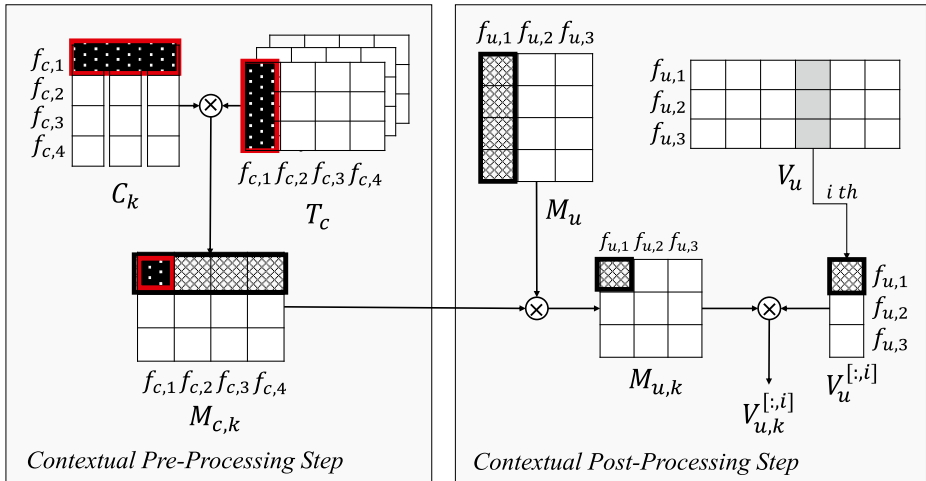 f_{c,1}
f_{c,2}
f_{c,3}
f_{c,4}
C_k
f_{c,1} f_{c,2} f_{c,3} f_{c,4}
T_c
f_{c,1} f_{c,2} f_{c,3} f_{c,4}
M_{c,k}
Contextual Pre-Processing Step
f_{u,1} f_{u,2} f_{u,3}
M_u
f_{u,1}
f_{u,2}
f_{u,3}
V_u
i th
f_{u,1} f_{u,2} f_{u,3}
M_{u,k}
f_{u,1}
f_{u,2}
f_{u,3}
V_u^{[:,i]}
V_{u,k}^{[:,i]}
Contextual Post-Processing Step